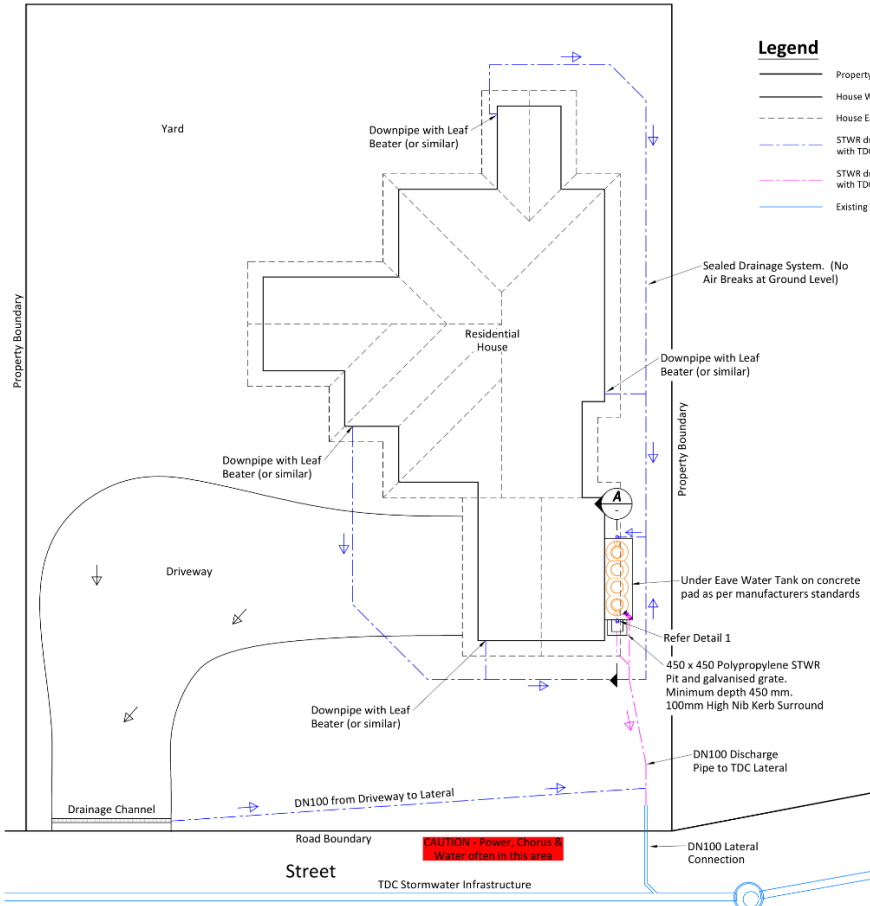 Legend
Property
House W
House E
STWR dr
with TDC
STWR dr
with TDC
Existing
Yard
Downpipe with Leaf
Beater (or similar)
Sealed Drainage System.  (No
Air Breaks at Ground Level)
Property Boundary
Residential
House
Downpipe with Leaf
Beater (or similar)
Property Boundary
Downpipe with Leaf
Beater (or similar)
A
-
Driveway
Under Eave Water Tank on concrete
pad as per manufacturers standards
Refer Detail 1
450 x 450 Polypropylene STWR
Pit and galvanised grate.
Minimum depth 450 mm.
100mm High Nib Kerb Surround
Downpipe with Leaf
Beater (or similar)
DN100 Discharge
Pipe to TDC Lateral
DN100 from Driveway to Lateral
Drainage Channel
Road Boundary
CAUTION - Power, Chorus &
Water often in this area
DN100 Lateral
Connection
Street
TDC Stormwater Infrastructure